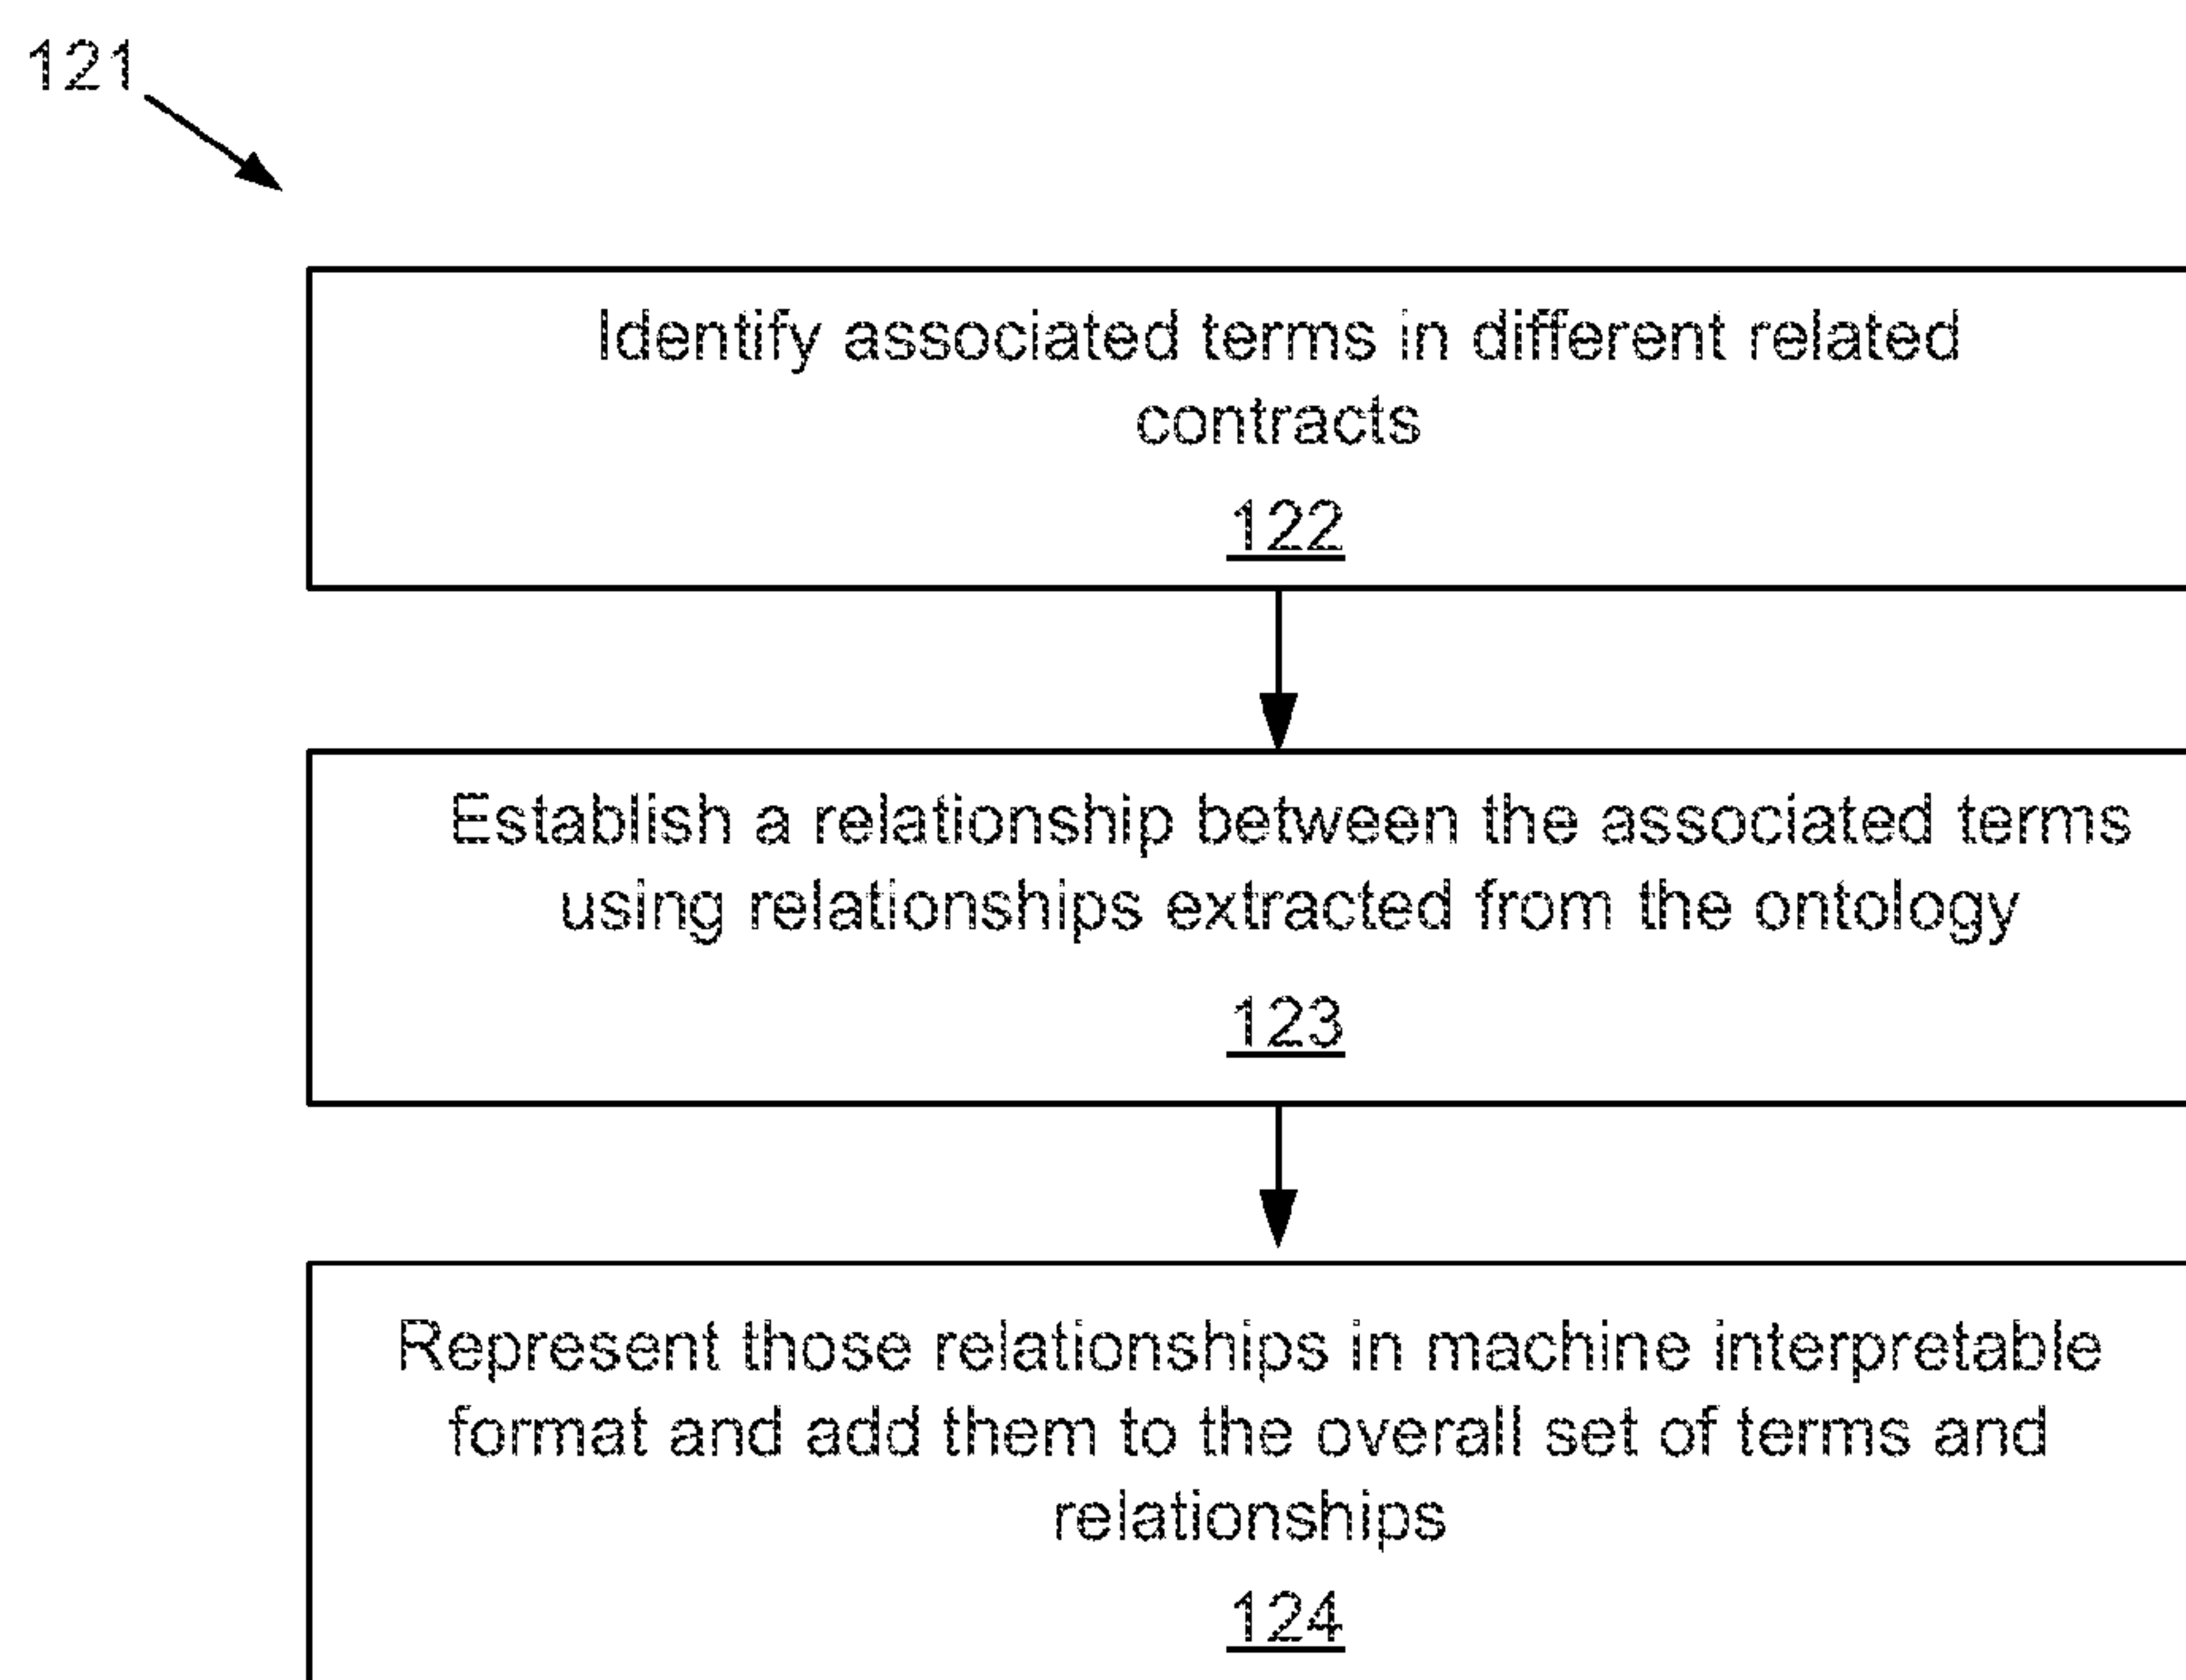 121
Identify associated terms in different related
contracts
122
Establish a relationship between the associated terms
using relationships extracted from the ontology
123
Represent those relationships in machine interpretable
format and add them to the overall set of terms and
relationships
124